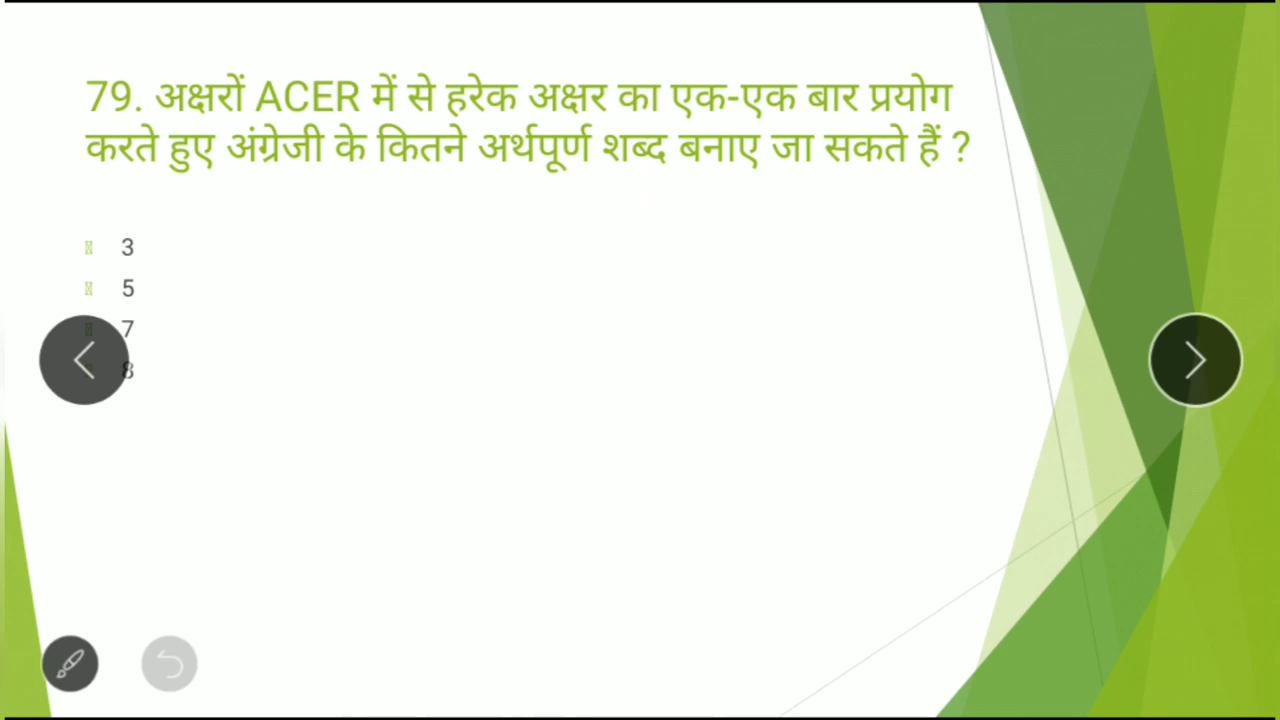 79. अक्षरों ACER में से हरेक अक्षर का एक-एक बार प्रयोग
करते हुए अंग्रेजी के कितने अर्थपूर्ण शब्द बनाए जा सकते हैं ?
3
5
7
8